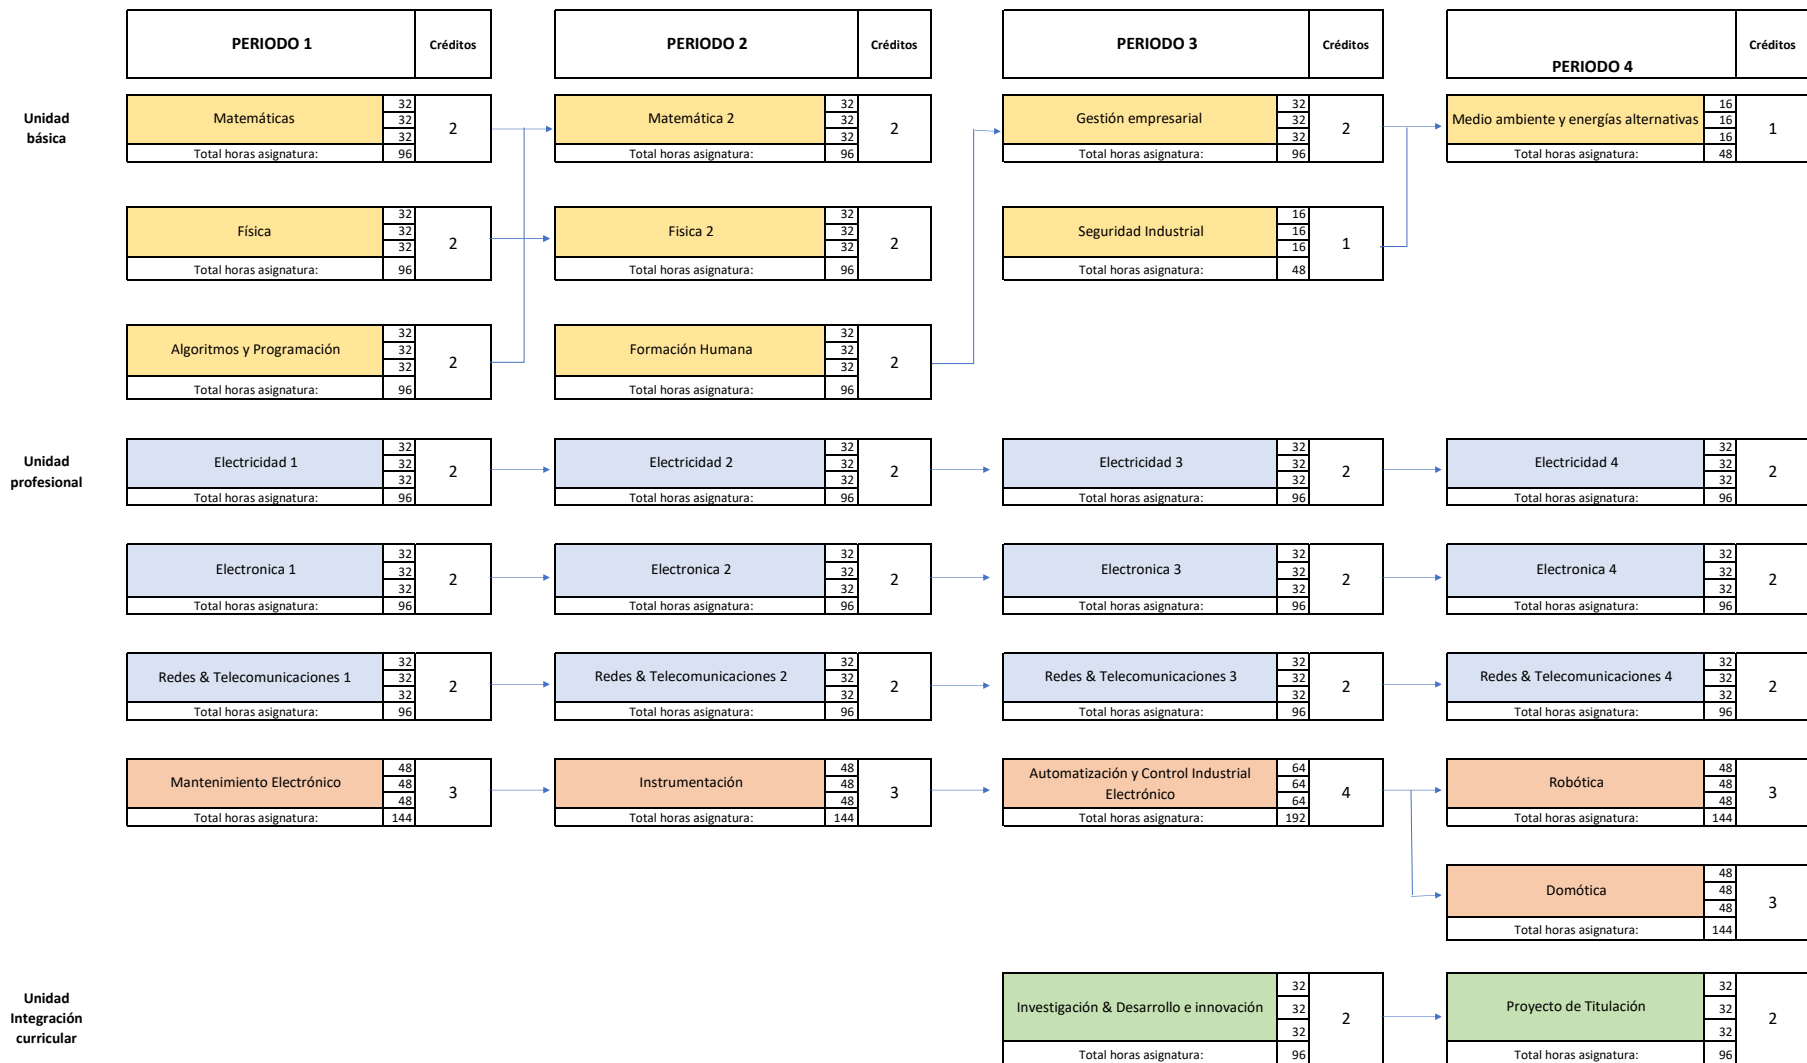 PERIODO 1 Créditos PERIODO 2 Créditos PERIODO 3 Créditos PERIODO 4 Créditos
Unidad básica
Matemáticas 32 32 32 2
Total horas asignatura: 96
Matemática 2 32 32 32 2
Total horas asignatura: 96
Gestión empresarial 32 32 32 2
Total horas asignatura: 96
Medio ambiente y energías alternativas 16 16 16 1
Total horas asignatura: 48
Física 32 32 32 2
Total horas asignatura: 96
Fisica 2 32 32 32 2
Total horas asignatura: 96
Seguridad Industrial 16 16 16 1
Total horas asignatura: 48
Algoritmos y Programación 32 32 32 2
Total horas asignatura: 96
Formación Humana 32 32 32 2
Total horas asignatura: 96
Unidad profesional
Electricidad 1 32 32 32 2
Total horas asignatura: 96
Electricidad 2 32 32 32 2
Total horas asignatura: 96
Electricidad 3 32 32 32 2
Total horas asignatura: 96
Electricidad 4 32 32 32 2
Total horas asignatura: 96
Electronica 1 32 32 32 2
Total horas asignatura: 96
Electronica 2 32 32 32 2
Total horas asignatura: 96
Electronica 3 32 32 32 2
Total horas asignatura: 96
Electronica 4 32 32 32 2
Total horas asignatura: 96
Redes & Telecomunicaciones 1 32 32 32 2
Total horas asignatura: 96
Redes & Telecomunicaciones 2 32 32 32 2
Total horas asignatura: 96
Redes & Telecomunicaciones 3 32 32 32 2
Total horas asignatura: 96
Redes & Telecomunicaciones 4 32 32 32 2
Total horas asignatura: 96
Mantenimiento Electrónico 48 48 48 3
Total horas asignatura: 144
Instrumentación 48 48 48 3
Total horas asignatura: 144
Automatización y Control Industrial
Electrónico 64 64 64 4
Total horas asignatura: 192
Robótica 48 48 48 3
Total horas asignatura: 144
Domótica 48 48 48 3
Total horas asignatura: 144
Unidad
Integración
curricular
Investigación & Desarrollo e innovación 32 32 32 2
Total horas asignatura: 96
Proyecto de Titulación 32 32 32 2
Total horas asignatura: 96